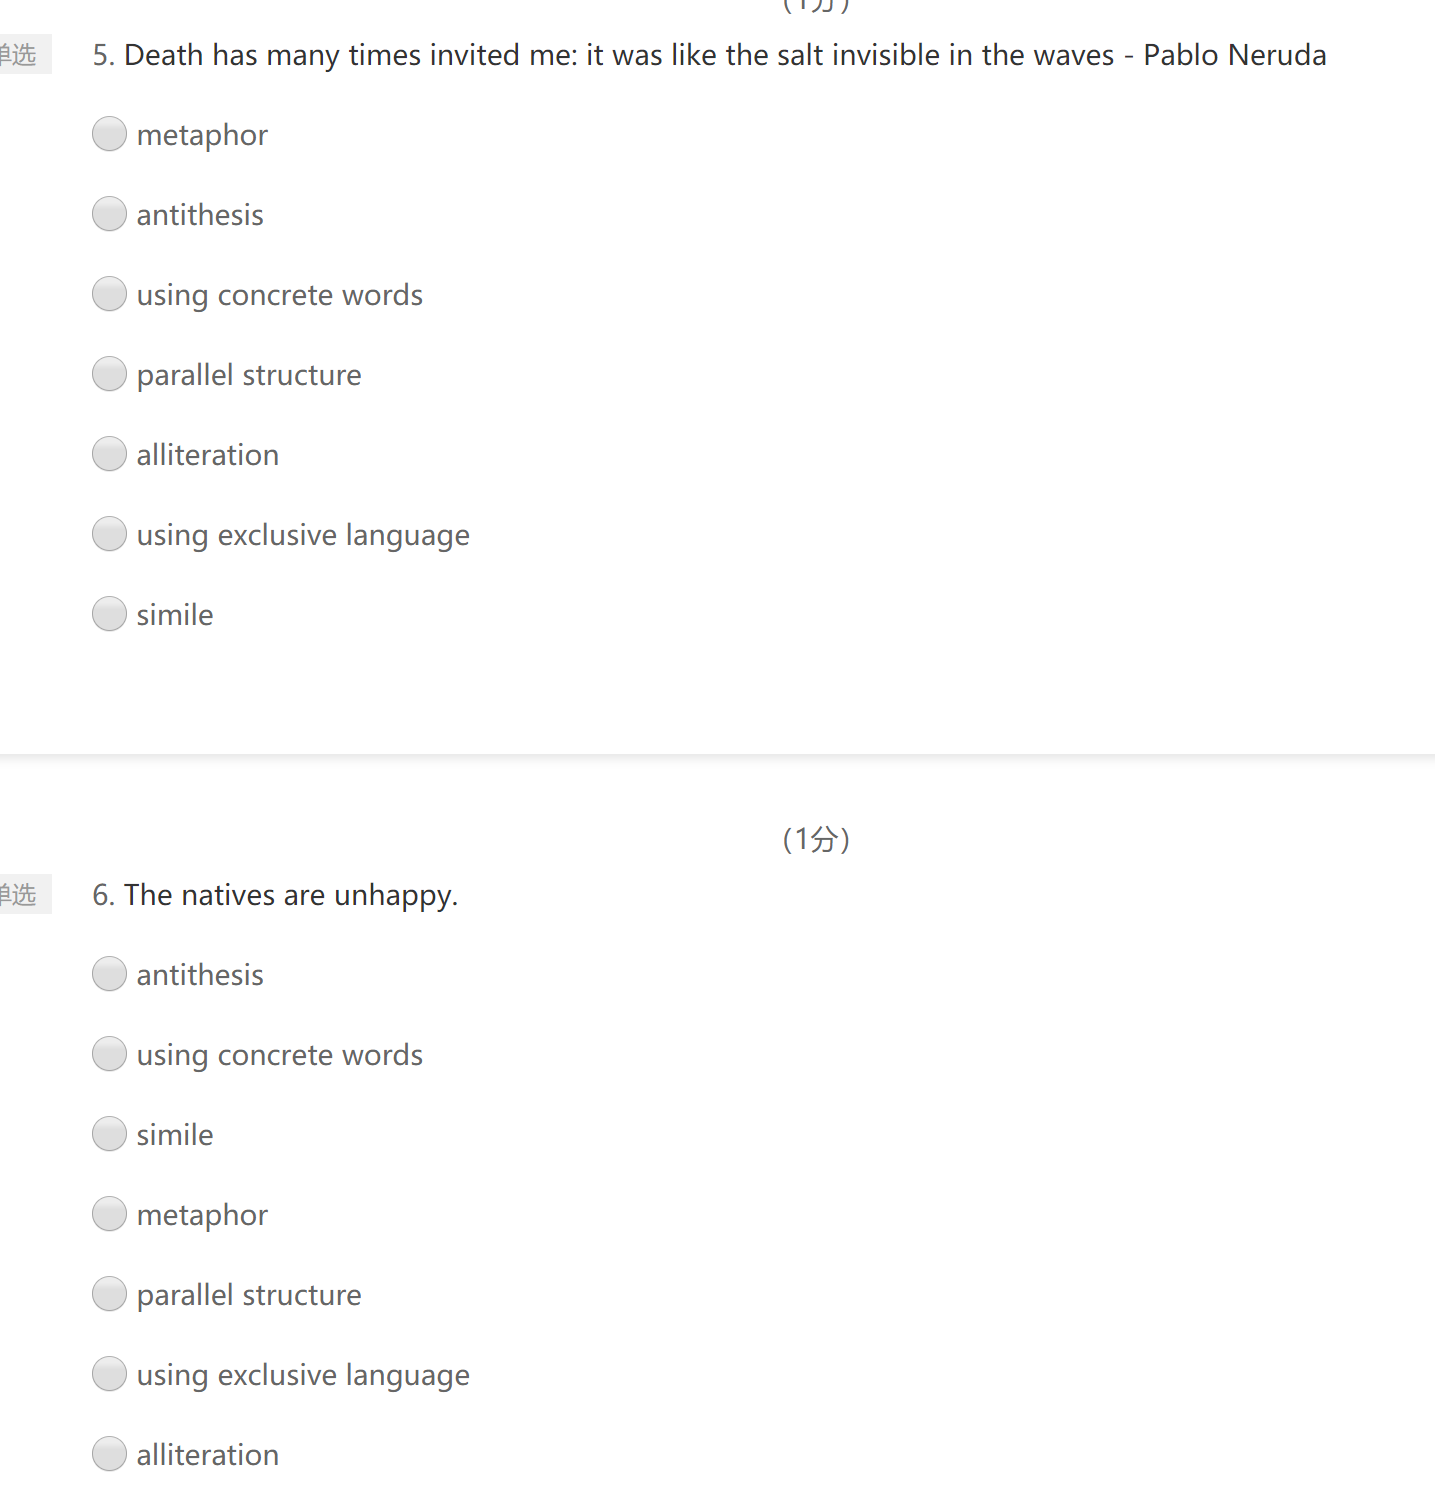 (1分)
单选 5. Death has many times invited me: it was like the salt invisible in the waves - Pablo Neruda
metaphor
antithesis
using concrete words
parallel structure
alliteration
using exclusive language
simile
(1分)
单选 6. The natives are unhappy.
antithesis
using concrete words
simile
metaphor
parallel structure
using exclusive language
alliteration